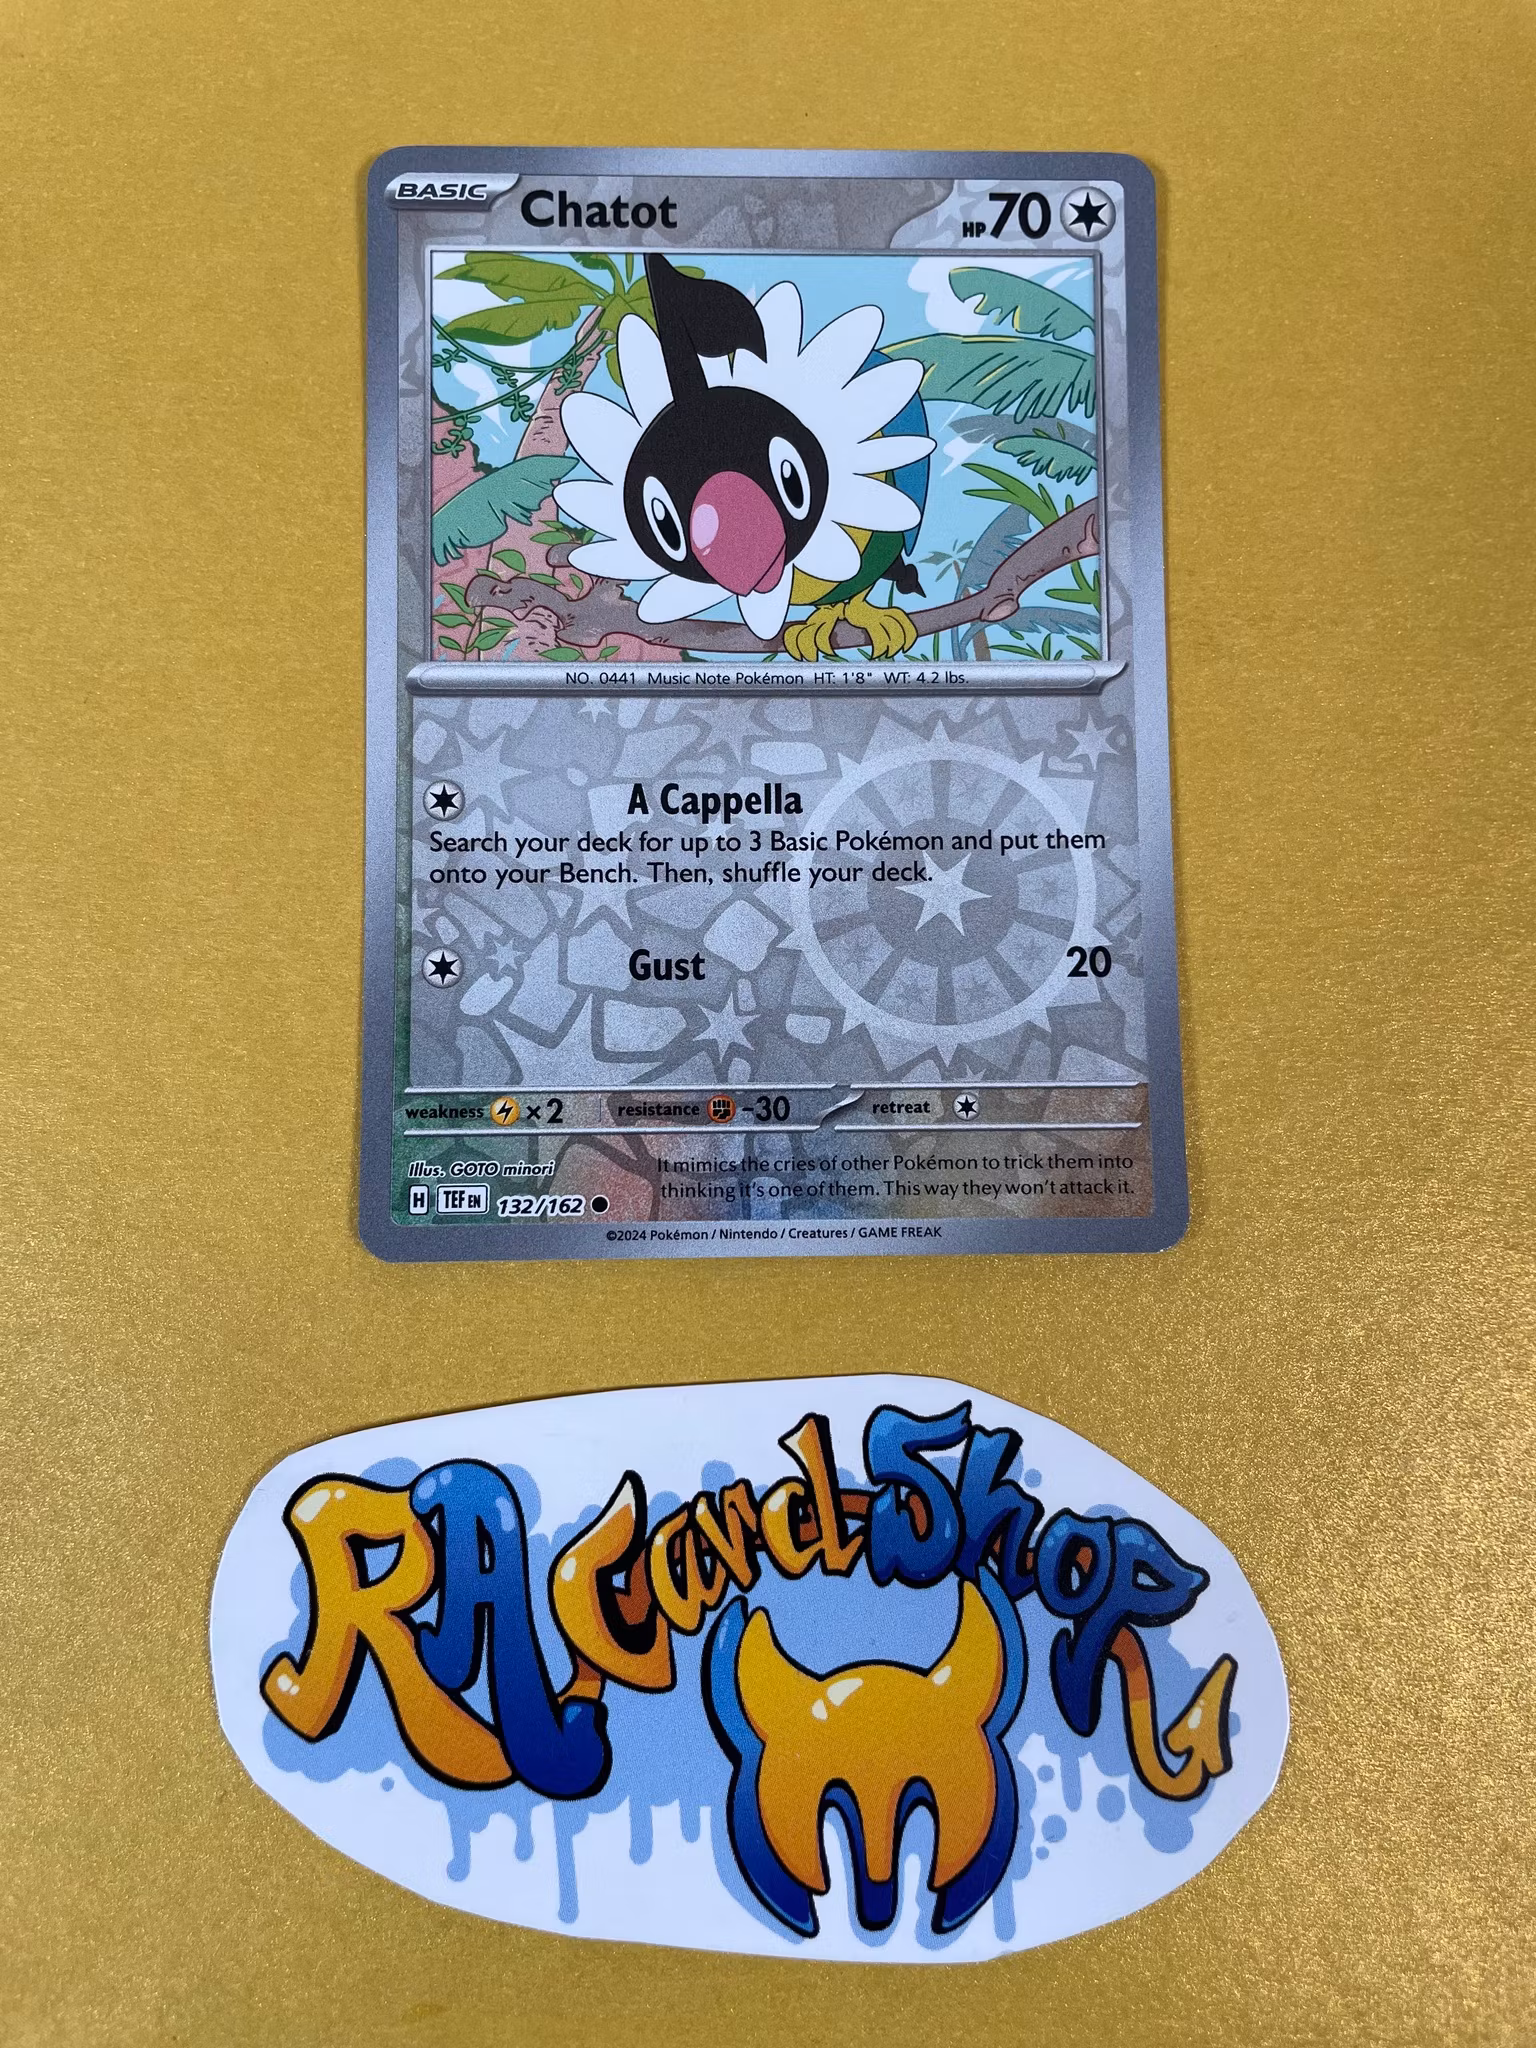 BASIC Chatot HP 70
NO. 0441 Music Note Pokémon HT: 1'8" WT: 4.2 lbs.
A Cappella
Search your deck for up to 3 Basic Pokémon and put them
onto your Bench. Then, shuffle your deck.
Gust 20
weakness ×2 resistance -30 retreat
Illus. GOTO minori
It mimics the cries of other Pokémon to trick them into
thinking it's one of them. This way they won't attack it.
H TEF EN 132/162
©2024 Pokémon / Nintendo / Creatures / GAME FREAK
RA CardShop